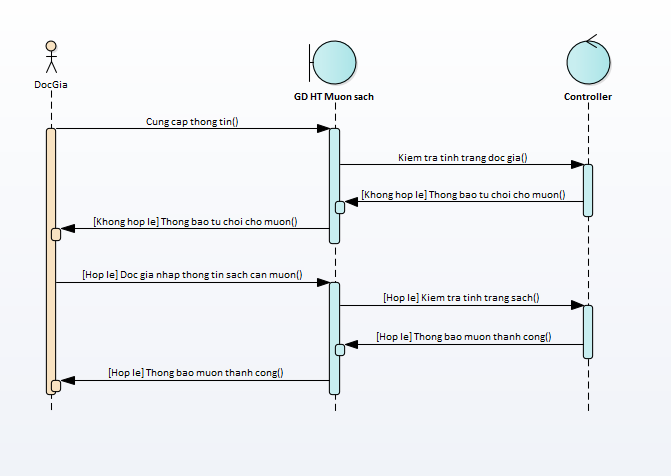 DocGia
GD HT Muon sach
Controller
Cung cap thong tin()
Kiem tra tinh trang doc gia()
[Khong hop le] Thong bao tu choi cho muon()
[Khong hop le] Thong bao tu choi cho muon()
[Hop le] Doc gia nhap thong tin sach can muon()
[Hop le] Kiem tra tinh trang sach()
[Hop le] Thong bao muon thanh cong()
[Hop le] Thong bao muon thanh cong()